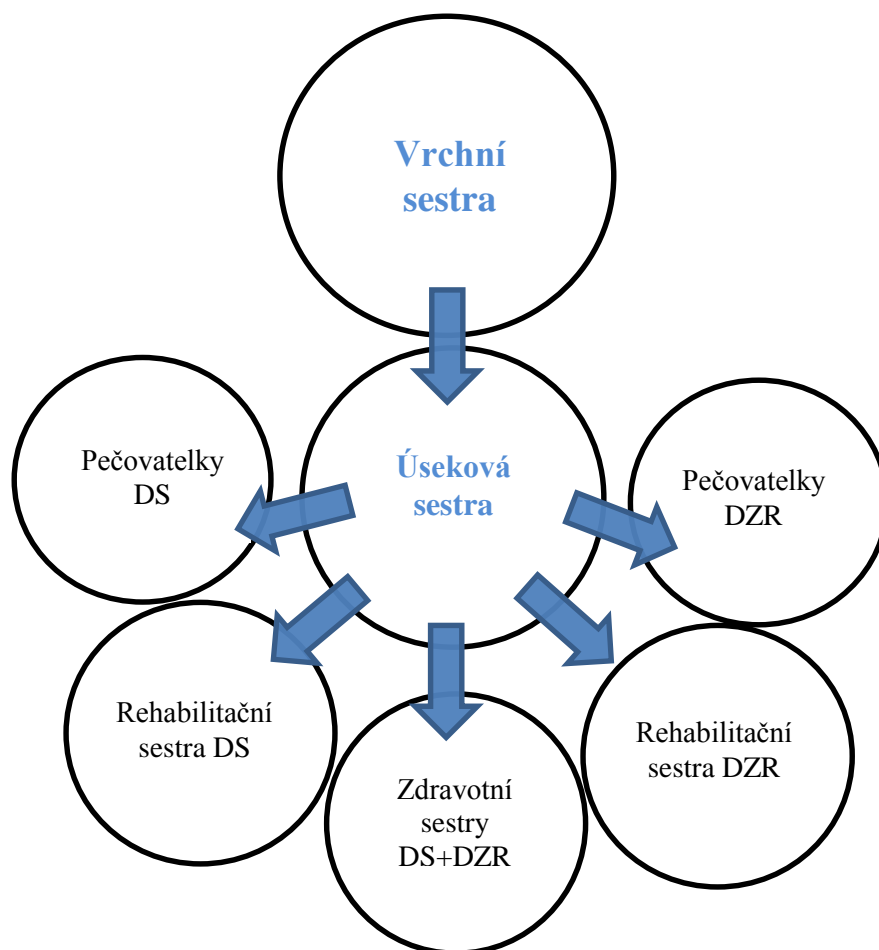 Vrchní
sestra
Úseková
sestra
Pečovatelky
DS
Pečovatelky
DZR
Rehabilitační
sestra DS
Rehabilitační
sestra DZR
Zdravotní
sestry
DS+DZR